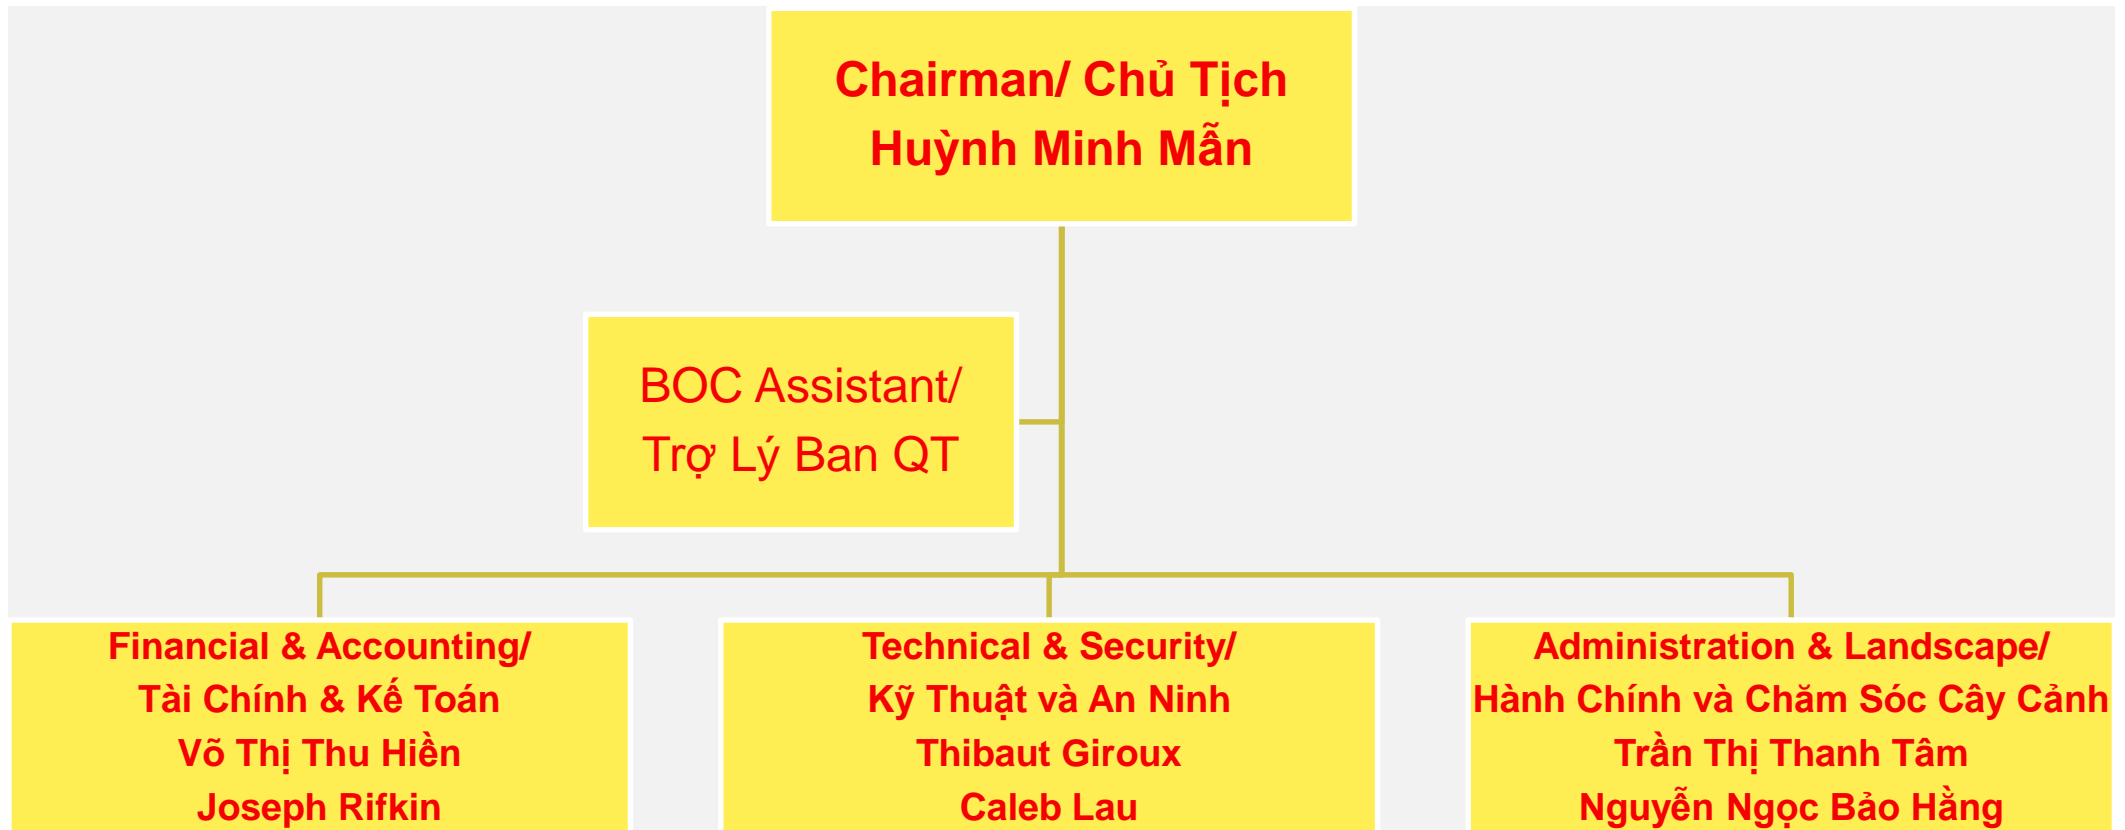 Chairman/ Chủ Tịch
Huỳnh Minh Mẫn
BOC Assistant/
Trợ Lý Ban QT
Financial & Accounting/
Tài Chính & Kế Toán
Võ Thị Thu Hiền
Joseph Rifkin
Technical & Security/
Kỹ Thuật và An Ninh
Thibaut Giroux
Caleb Lau
Administration & Landscape/
Hành Chính và Chăm Sóc Cây Cảnh
Trần Thị Thanh Tâm
Nguyễn Ngọc Bảo Hằng